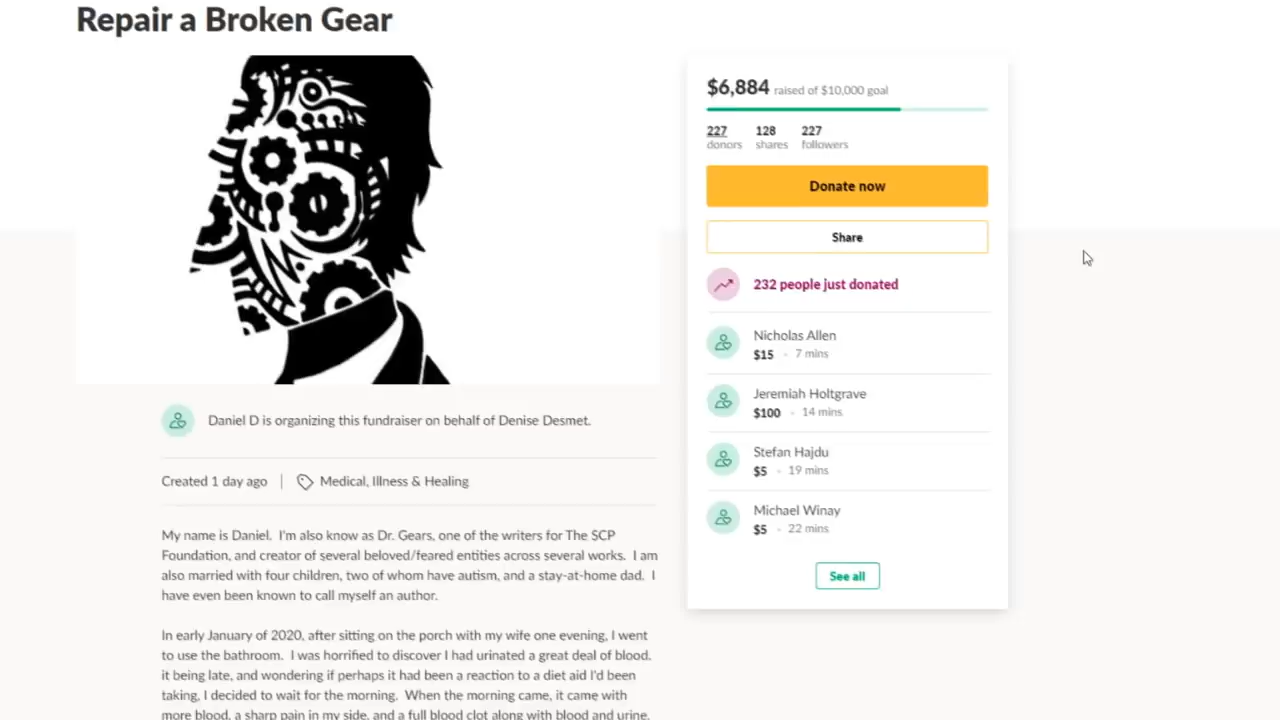 Repair a Broken Gear
$6,884 raised of $10,000 goal
227 128 227
donors shares followers
Donate now
Share
232 people just donated
Nicholas Allen
$15 • 7 mins
Jeremiah Holtgrave
$100 • 14 mins
Stefan Hajdu
$5 • 19 mins
Michael Winay
$5 • 22 mins
See all
Daniel D is organizing this fundraiser on behalf of Denise Desmet.
Created 1 day ago | Medical, Illness & Healing
My name is Daniel. I'm also know as Dr. Gears, one of the writers for The SCP
Foundation, and creator of several beloved/feared entities across several works. I am
also married with four children, two of whom have autism, and a stay-at-home dad. I
have even been known to call myself an author.
In early January of 2020, after sitting on the porch with my wife one evening, I went
to use the bathroom. I was horrified to discover I had urinated a great deal of blood.
it being late, and wondering if perhaps it had been a reaction to a diet aid I'd been
taking, I decided to wait for the morning. When the morning came, it came with
more blood, a sharp pain in my side, and a full blood clot along with blood and urine.